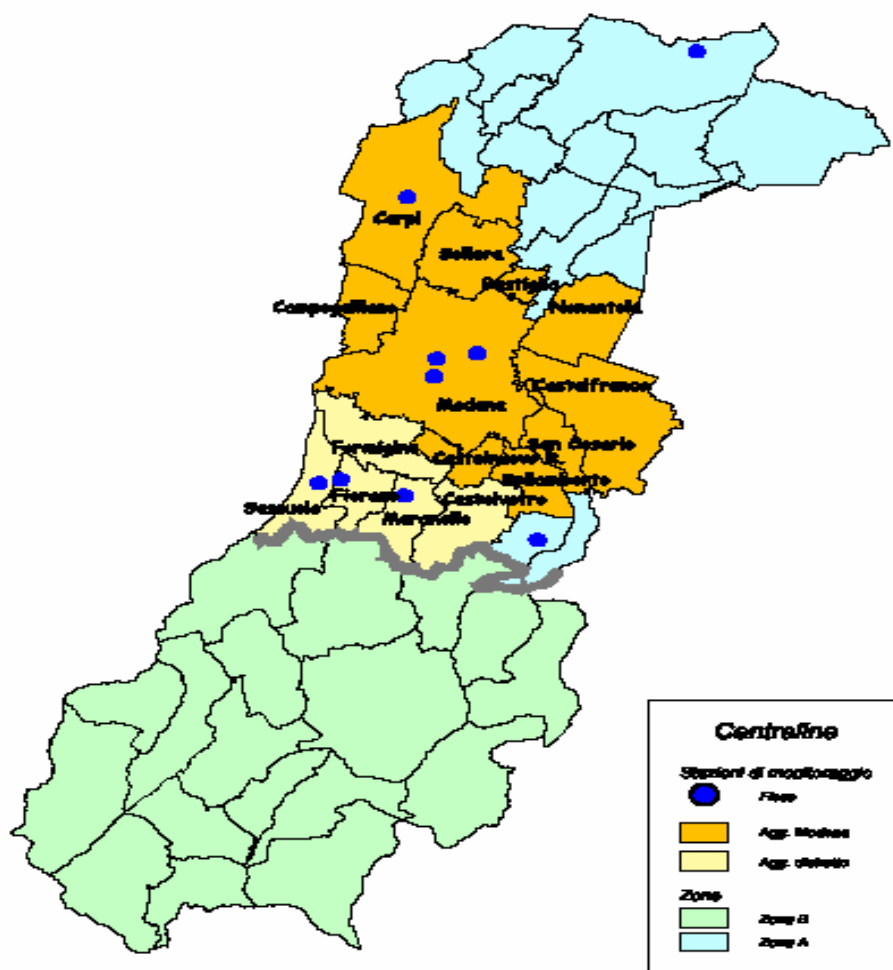 Carpi
Soliera
Bastiglia
Campogalliano
Nonantola
Castelfranco
Modena
San Cesario
Formigine
Castelnuovo R.
Spilamberto
Fiorano
Castelvetro
Sassuolo
Maranello
Centraline
Stazioni di monitoraggio
Fisse
Agg. Modena
Agg. distretto
Zone
Zona B
Zona A